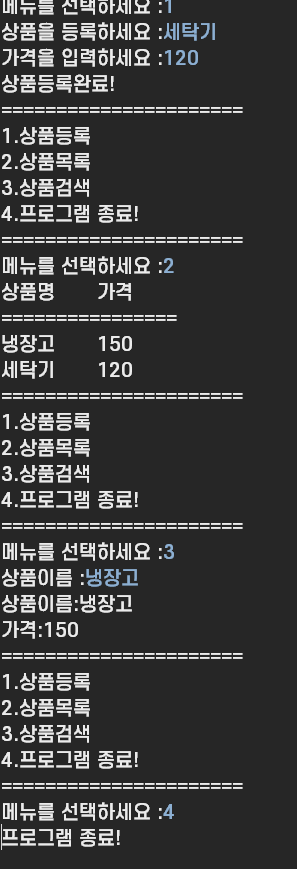 메뉴를 선택하세요 :1
상품을 등록하세요 :세탁기
가격을 입력하세요 :120
상품등록완료!
======================
1.상품등록
2.상품목록
3.상품검색
4.프로그램 종료!
======================
메뉴를 선택하세요 :2
상품명 가격
================
냉장고 150
세탁기 120
======================
1.상품등록
2.상품목록
3.상품검색
4.프로그램 종료!
======================
메뉴를 선택하세요 :3
상품이름 :냉장고
상품이름:냉장고
가격:150
======================
1.상품등록
2.상품목록
3.상품검색
4.프로그램 종료!
======================
메뉴를 선택하세요 :4
프로그램 종료!